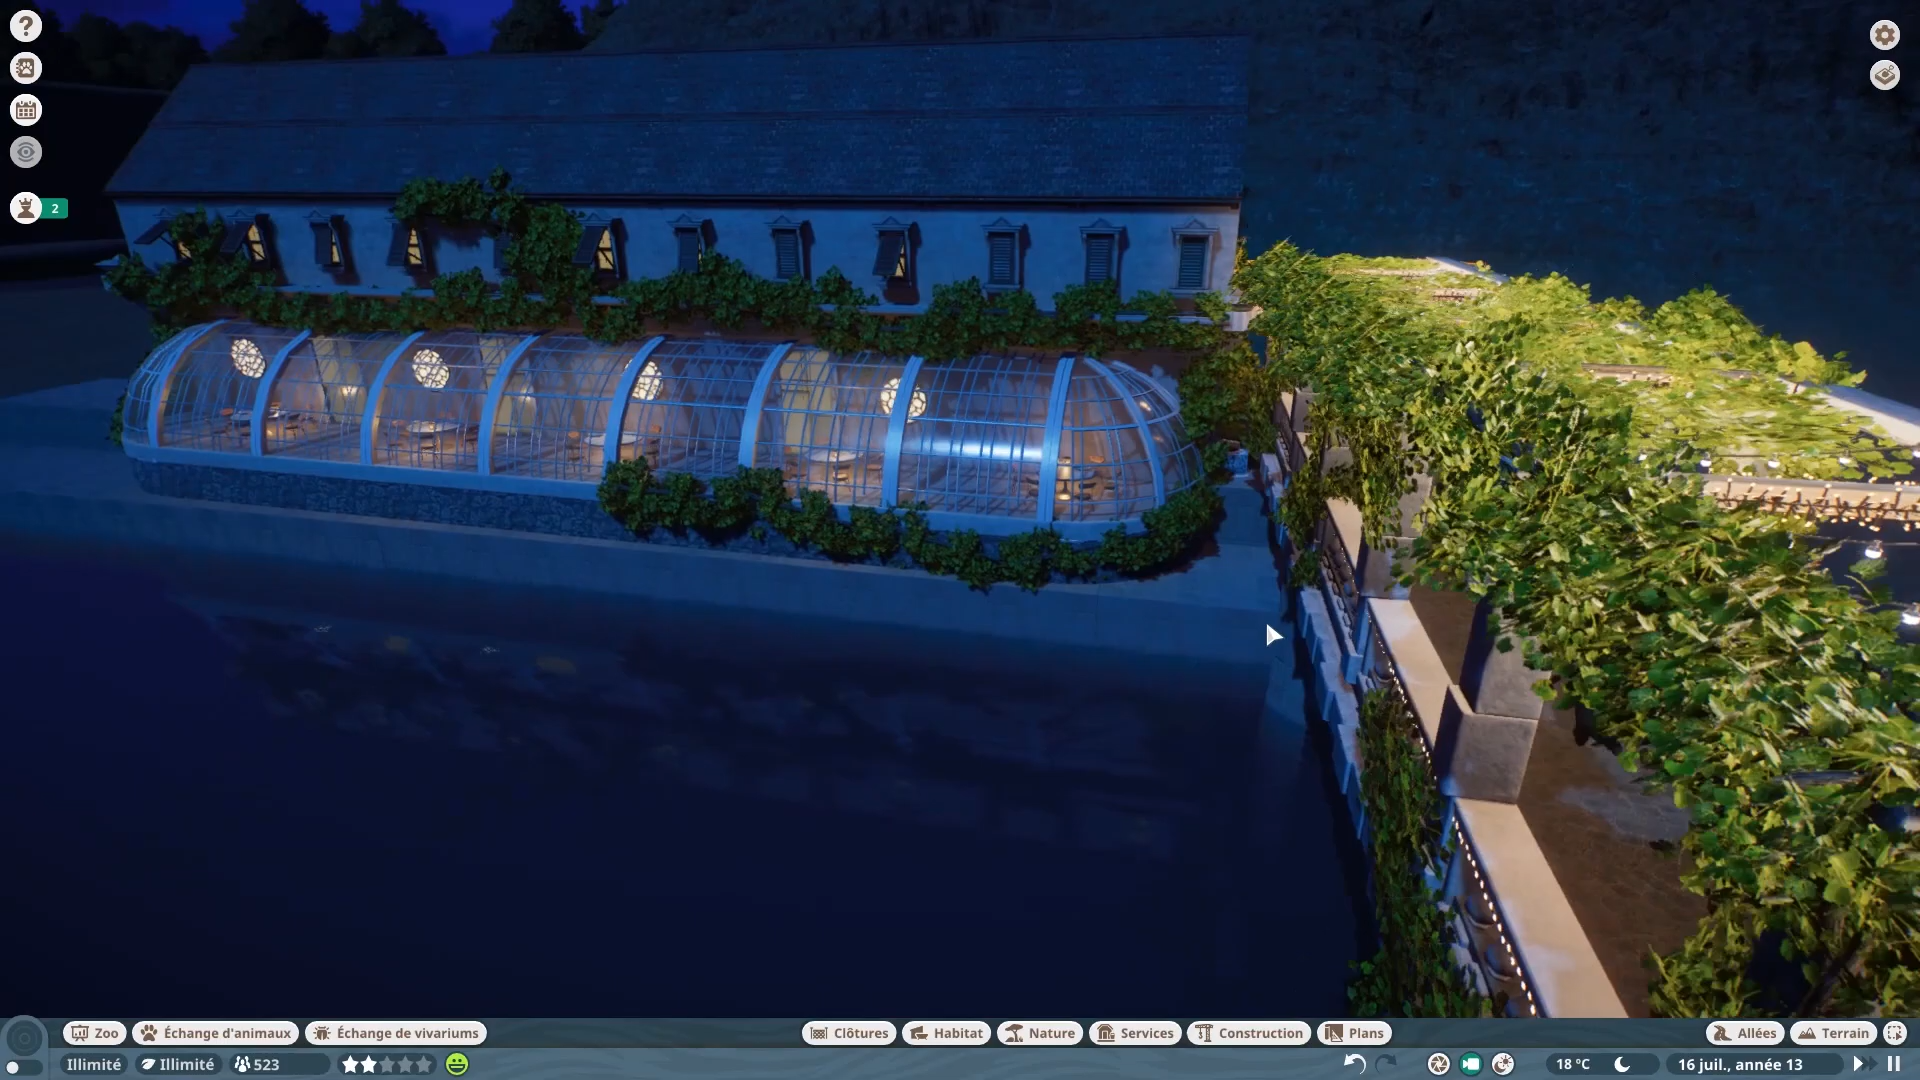 2
Zoo
Échange d'animaux
Échange de vivariums
Clôtures
Habitat
Nature
Services
Construction
Plans
Allées
Terrain
Illimité
Illimité
523
18 °C
16 juil., année 13